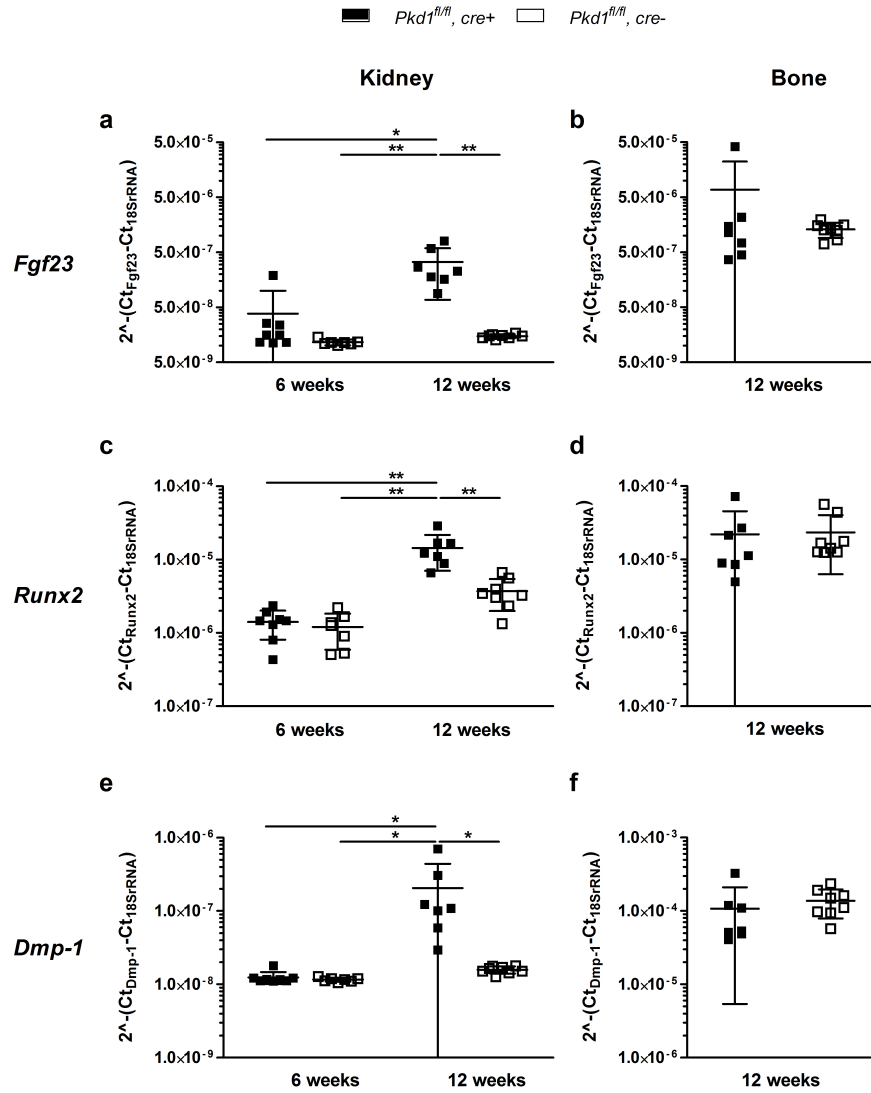 Pkd1fl/fl, cre+ Pkd1fl/fl, cre-
Kidney Bone
a b
Fgf23
2^-(CtFgf23-Ct18SrRNA)
5.0×10-5
5.0×10-6
5.0×10-7
5.0×10-8
5.0×10-9
*
** **
6 weeks 12 weeks
2^-(CtFgf23-Ct18SrRNA)
5.0×10-5
5.0×10-6
5.0×10-7
5.0×10-8
5.0×10-9
12 weeks
c d
Runx2
2^-(CtRunx2-Ct18SrRNA)
1.0×10-4
1.0×10-5
1.0×10-6
1.0×10-7
**
** **
6 weeks 12 weeks
2^-(CtRunx2-Ct18SrRNA)
1.0×10-4
1.0×10-5
1.0×10-6
1.0×10-7
12 weeks
e f
Dmp-1
2^-(CtDmp-1-Ct18SrRNA)
1.0×10-6
1.0×10-7
1.0×10-8
1.0×10-9
*
* *
6 weeks 12 weeks
2^-(CtDmp-1-Ct18SrRNA)
1.0×10-3
1.0×10-4
1.0×10-5
1.0×10-6
12 weeks